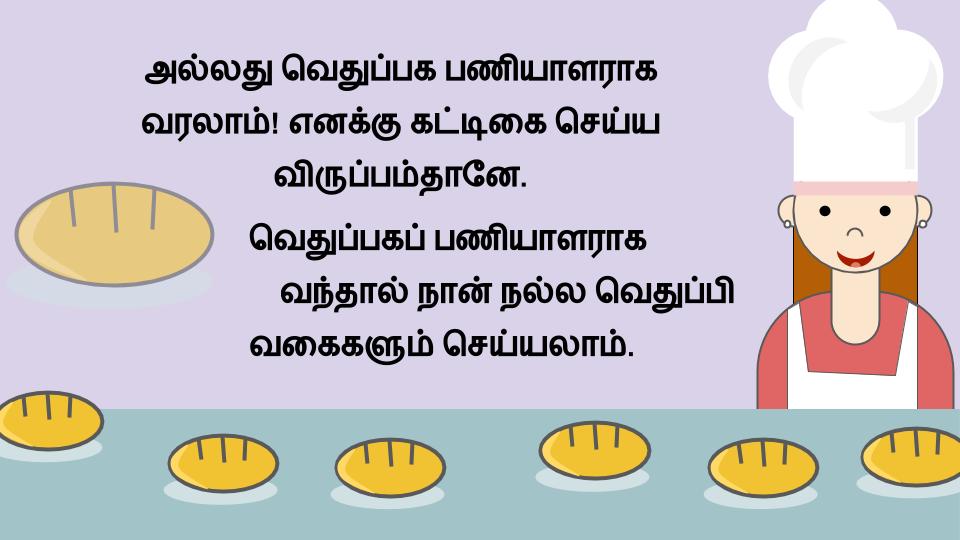 அல்லது வெதுப்பக பணியாளராக
வரலாம்! எனக்கு கட்டிகை செய்ய
விருப்பம்தானே.
வெதுப்பகப் பணியாளராக
வந்தால் நான் நல்ல வெதுப்பி
வகைகளும் செய்யலாம்.